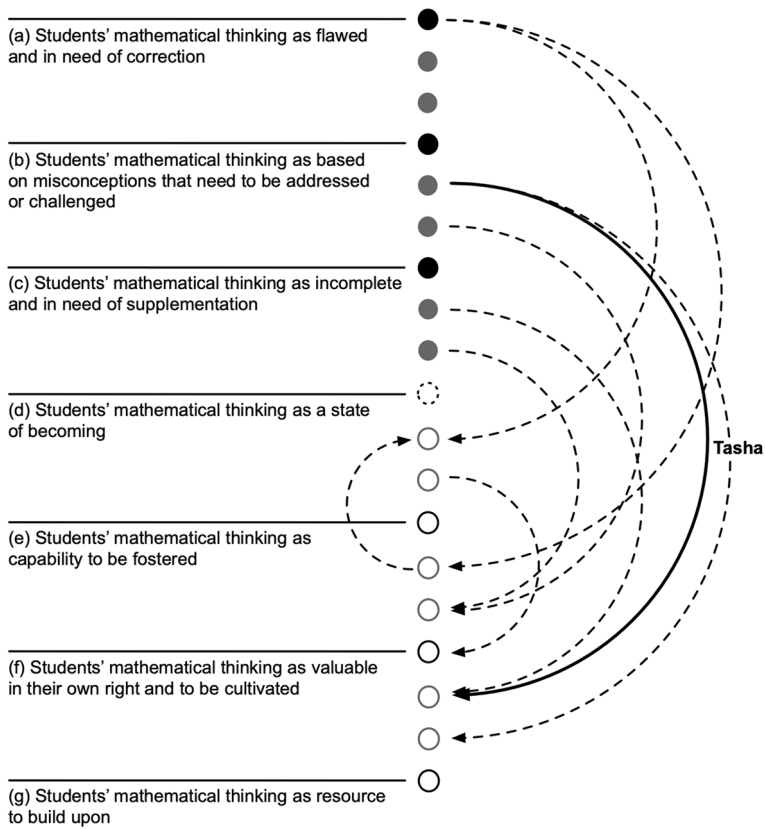 (a) Students’ mathematical thinking as flawed
and in need of correction
(b) Students’ mathematical thinking as based
on misconceptions that need to be addressed
or challenged
(c) Students’ mathematical thinking as incomplete
and in need of supplementation
(d) Students’ mathematical thinking as a state
of becoming
Tasha
(e) Students’ mathematical thinking as
capability to be fostered
(f) Students’ mathematical thinking as valuable
in their own right and to be cultivated
(g) Students’ mathematical thinking as resource
to build upon